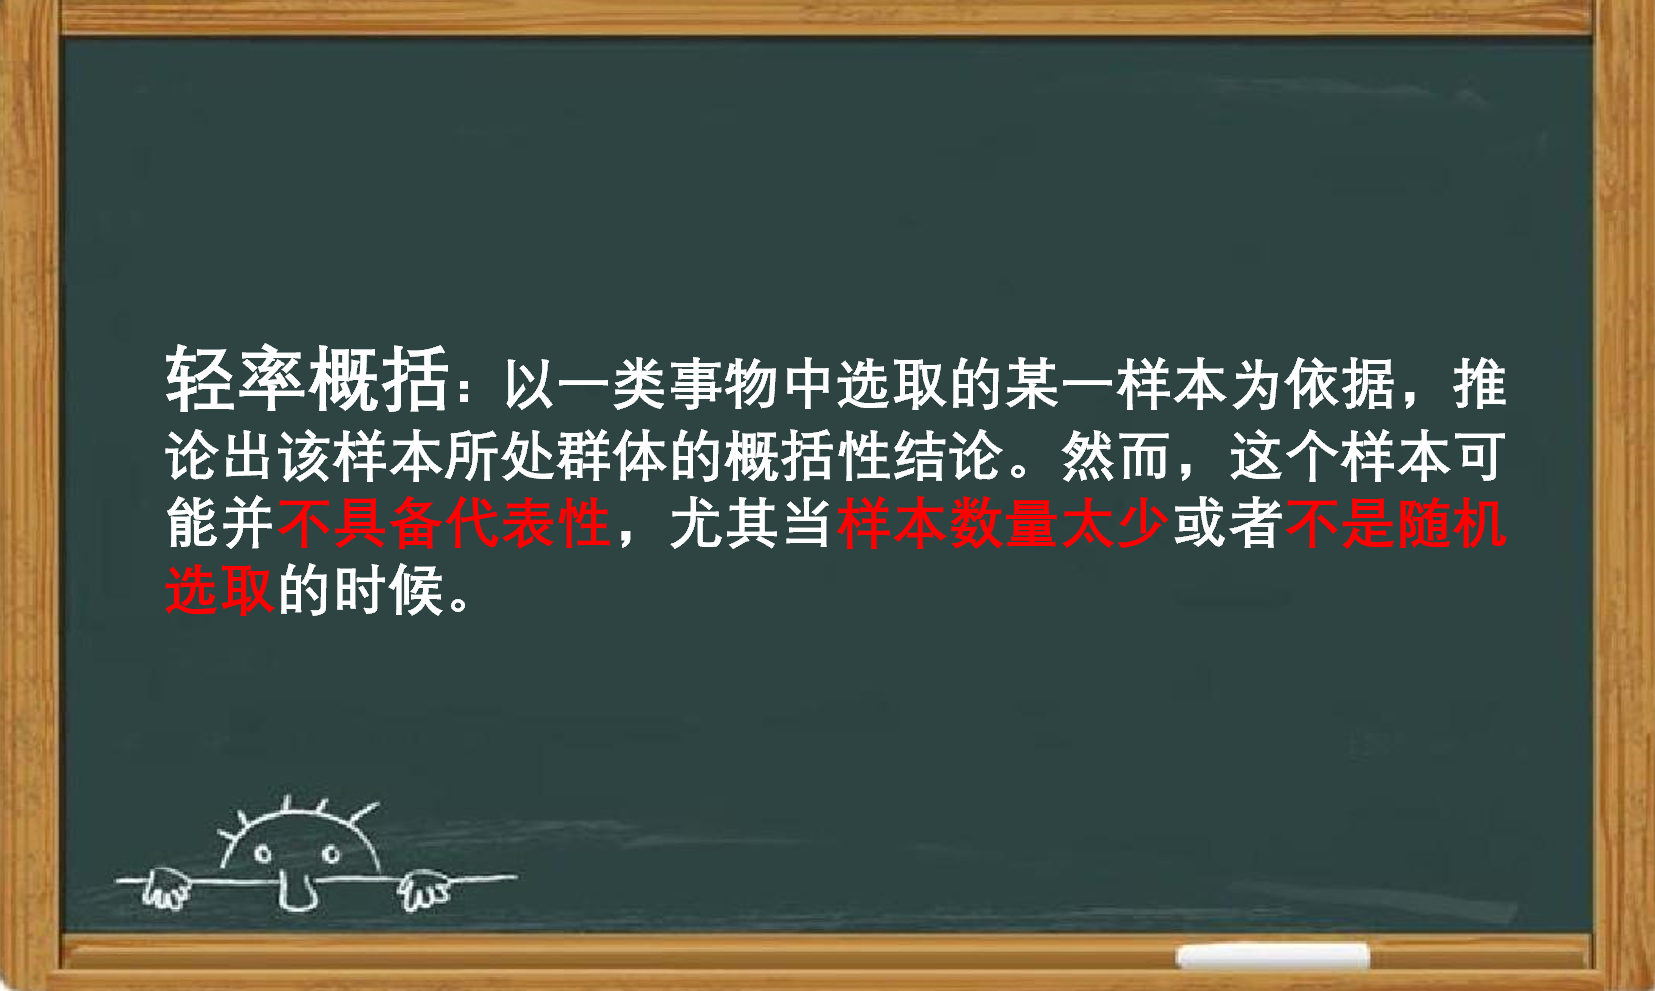 轻率概括：以一类事物中选取的某一样本为依据，推
论出该样本所处群体的概括性结论。然而，这个样本可
能并不具备代表性，尤其当样本数量太少或者不是随机
选取的时候。